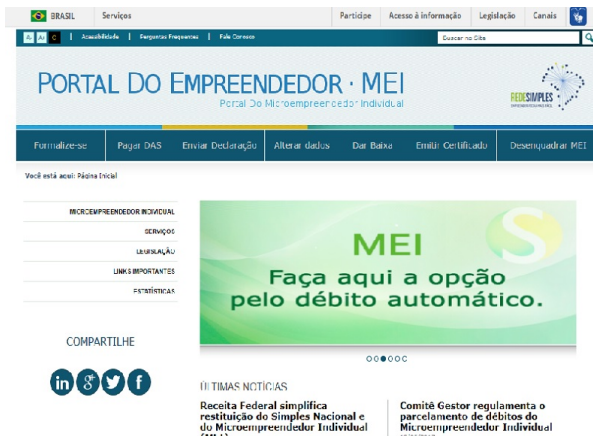 BRASIL Serviços Participe Acesso à informação Legislação Canais
A- A+ C Acessibilidade Perguntas Frequentes Fale Conosco Buscar no Site
PORTAL DO EMPREENDEDOR · MEI
Portal Do Microempreendedor Individual
REDESIMPLES
Formalize-se Pagar DAS Enviar Declaração Alterar dados Dar Baixa Emitir Certificado Desenquadrar MEI
Você está aqui: Página Inicial
MICROEMPREENDEDOR INDIVIDUAL
SERVIÇOS
LEGISLAÇÃO
LINKS IMPORTANTES
ESTATÍSTICAS
MEI
Faça aqui a opção
pelo débito automático.
COMPARTILHE
in g+ f
ÚLTIMAS NOTÍCIAS
Receita Federal simplifica
restituição do Simples Nacional e
do Microempreendedor Individual
Comitê Gestor regulamenta o
parcelamento de débitos do
Microempreendedor Individual